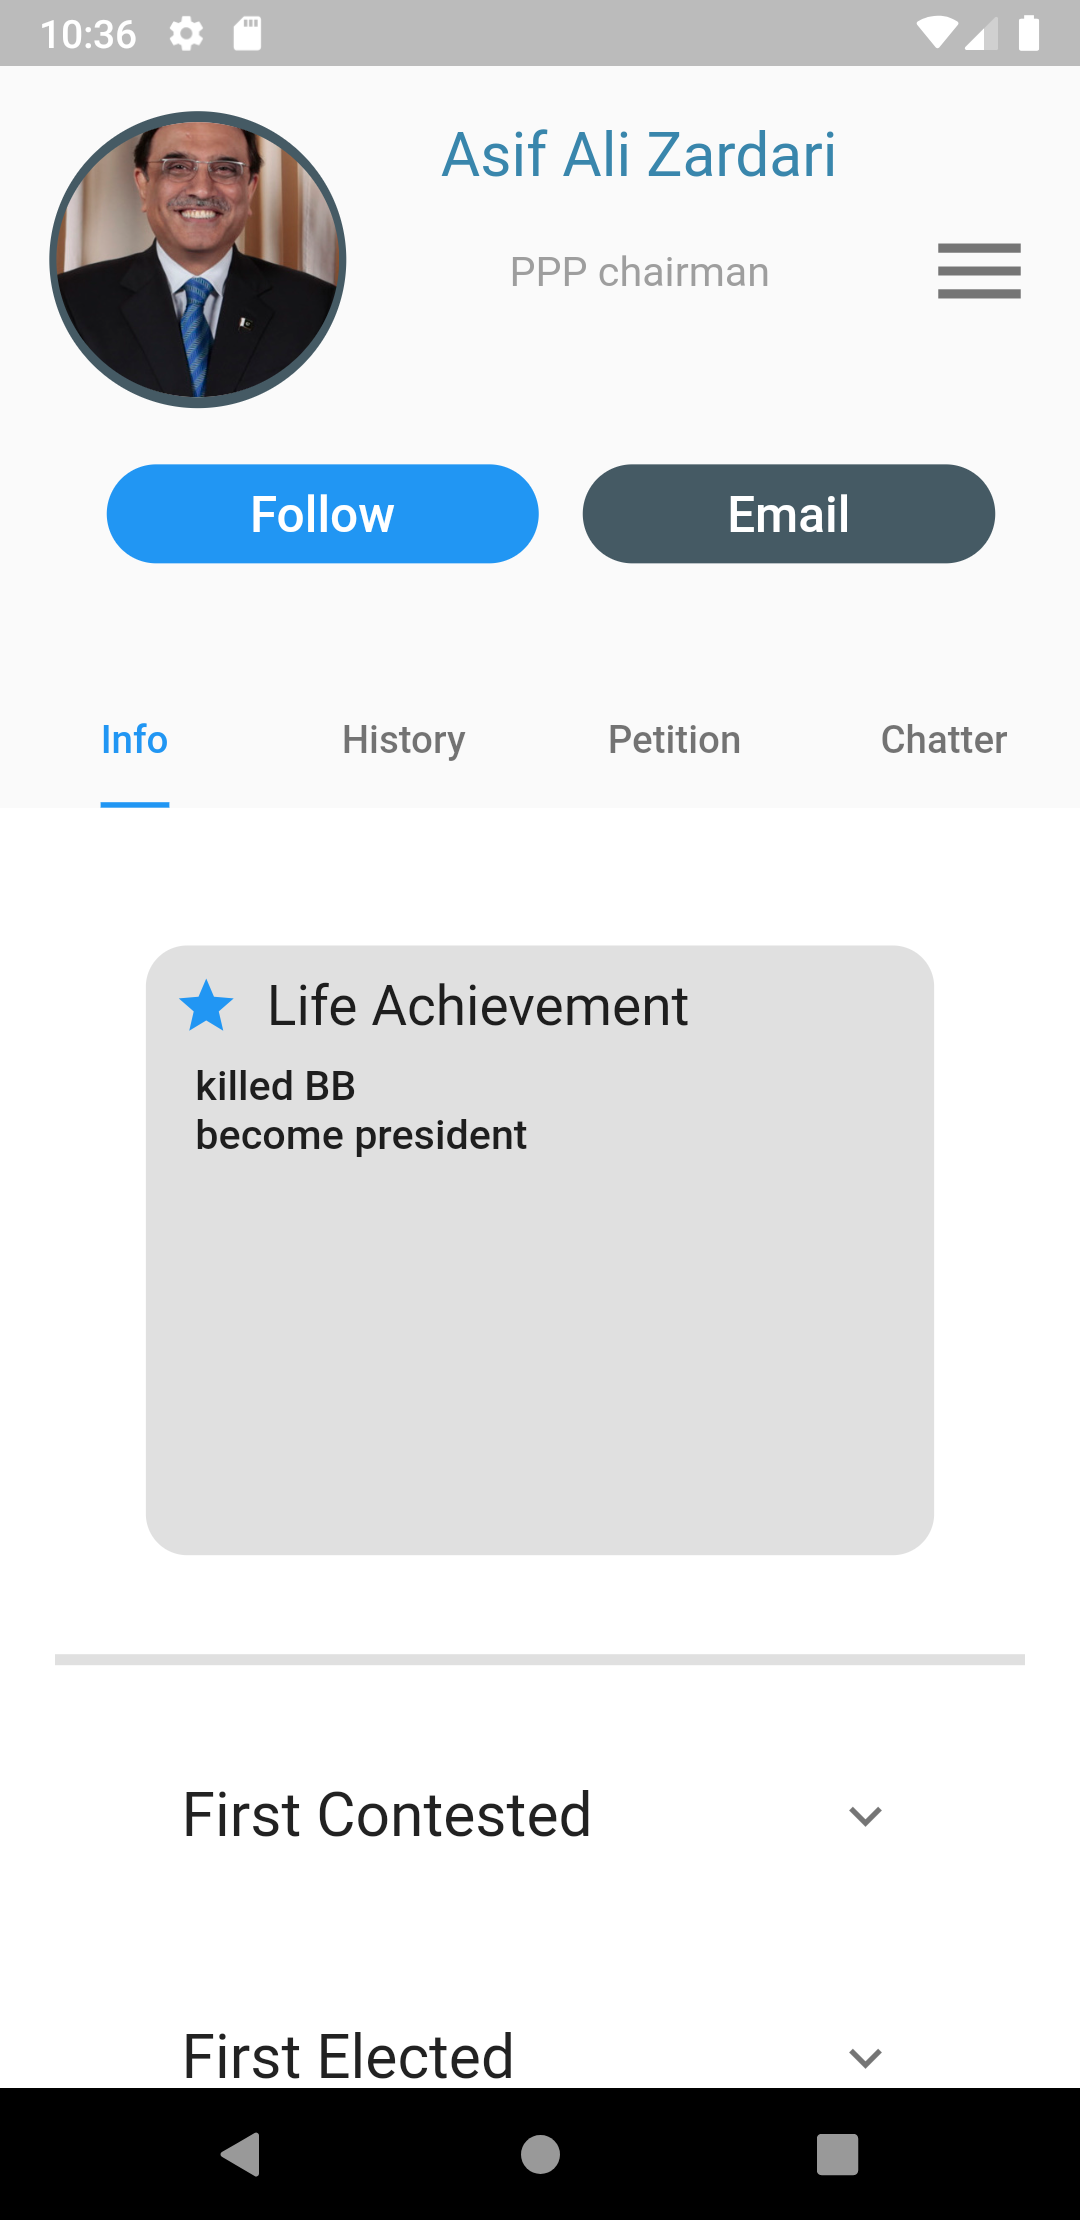 10:36
Asif Ali Zardari
PPP chairman
Follow
Email
Info
History
Petition
Chatter
Life Achievement
killed BB
become president
First Contested
First Elected